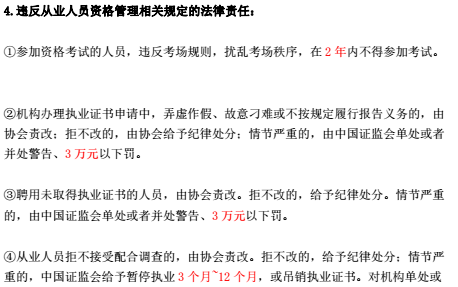 4.违反从业人员资格管理相关规定的法律责任：
①参加资格考试的人员，违反考场规则，扰乱考场秩序，在 2 年内不得参加考试。
②机构办理执业证书申请中，弄虚作假、故意刁难或不按规定履行报告义务的，由
协会责改；拒不改的，由协会给予纪律处分；情节严重的，由中国证监会单处或者
并处警告、3 万元以下罚。
③聘用未取得执业证书的人员，由协会责改。拒不改的，给予纪律处分。情节严重
的，由中国证监会单处或者并处警告、3 万元以下罚。
④从业人员拒不接受配合调查的，由协会责改。拒不改的，给予纪律处分；情节严
重的，中国证监会给予暂停执业 3 个月~12 个月，或吊销执业证书。对机构单处或